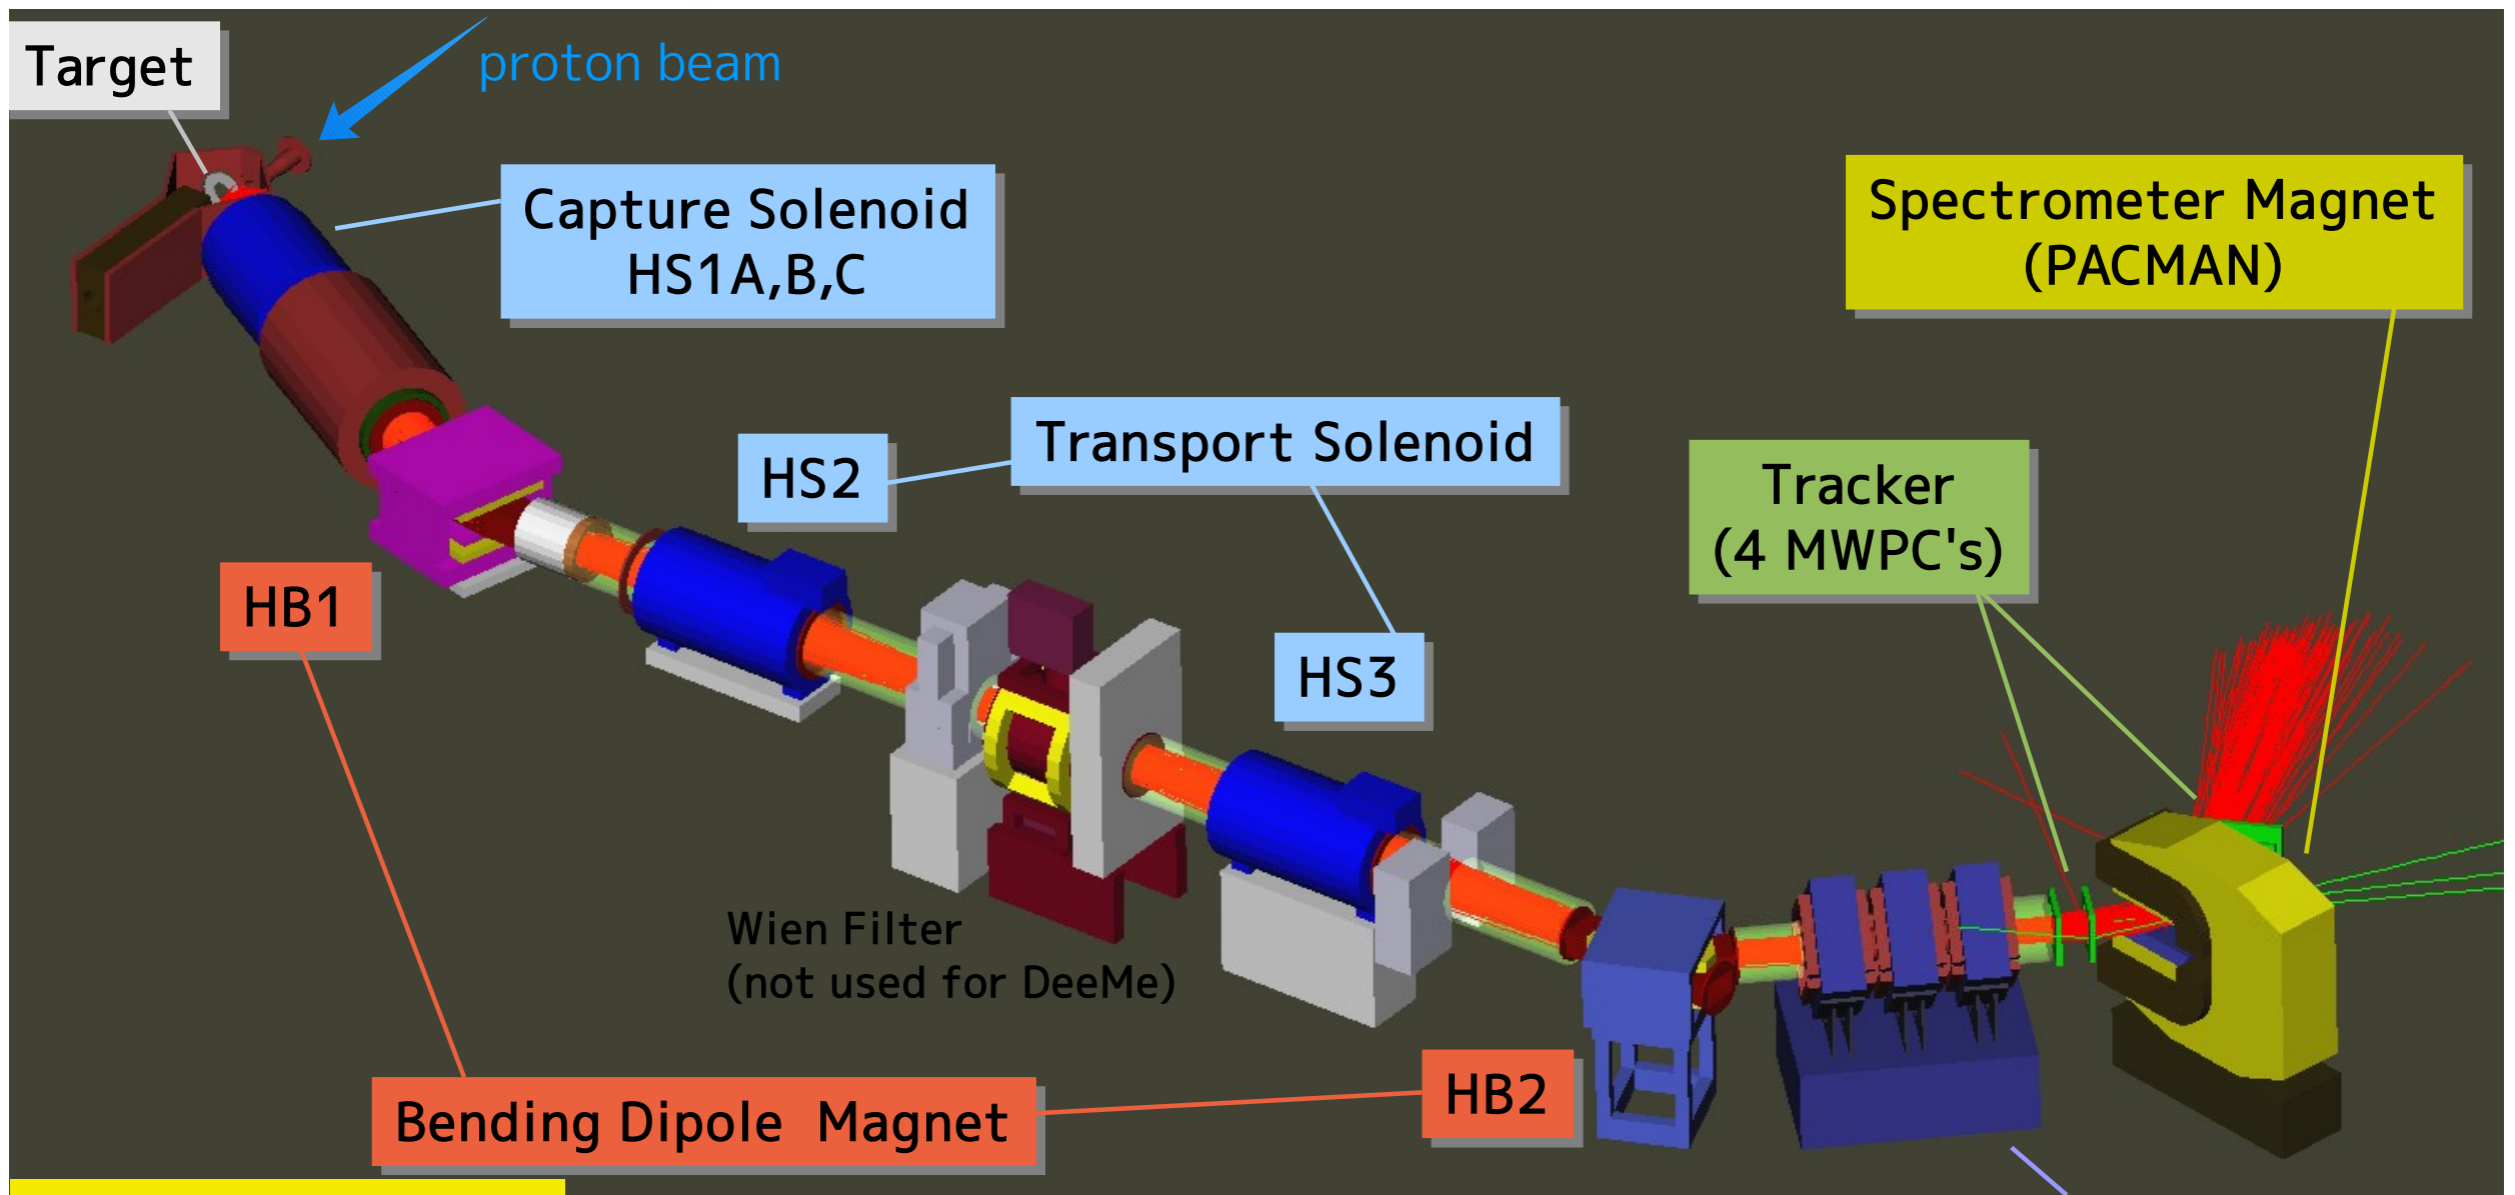 Target
proton beam
Capture Solenoid
HS1A,B,C
Spectrometer Magnet
(PACMAN)
HS2
Transport Solenoid
Tracker
(4 MWPC's)
HB1
HS3
Wien Filter
(not used for DeeMe)
HB2
Bending Dipole  Magnet